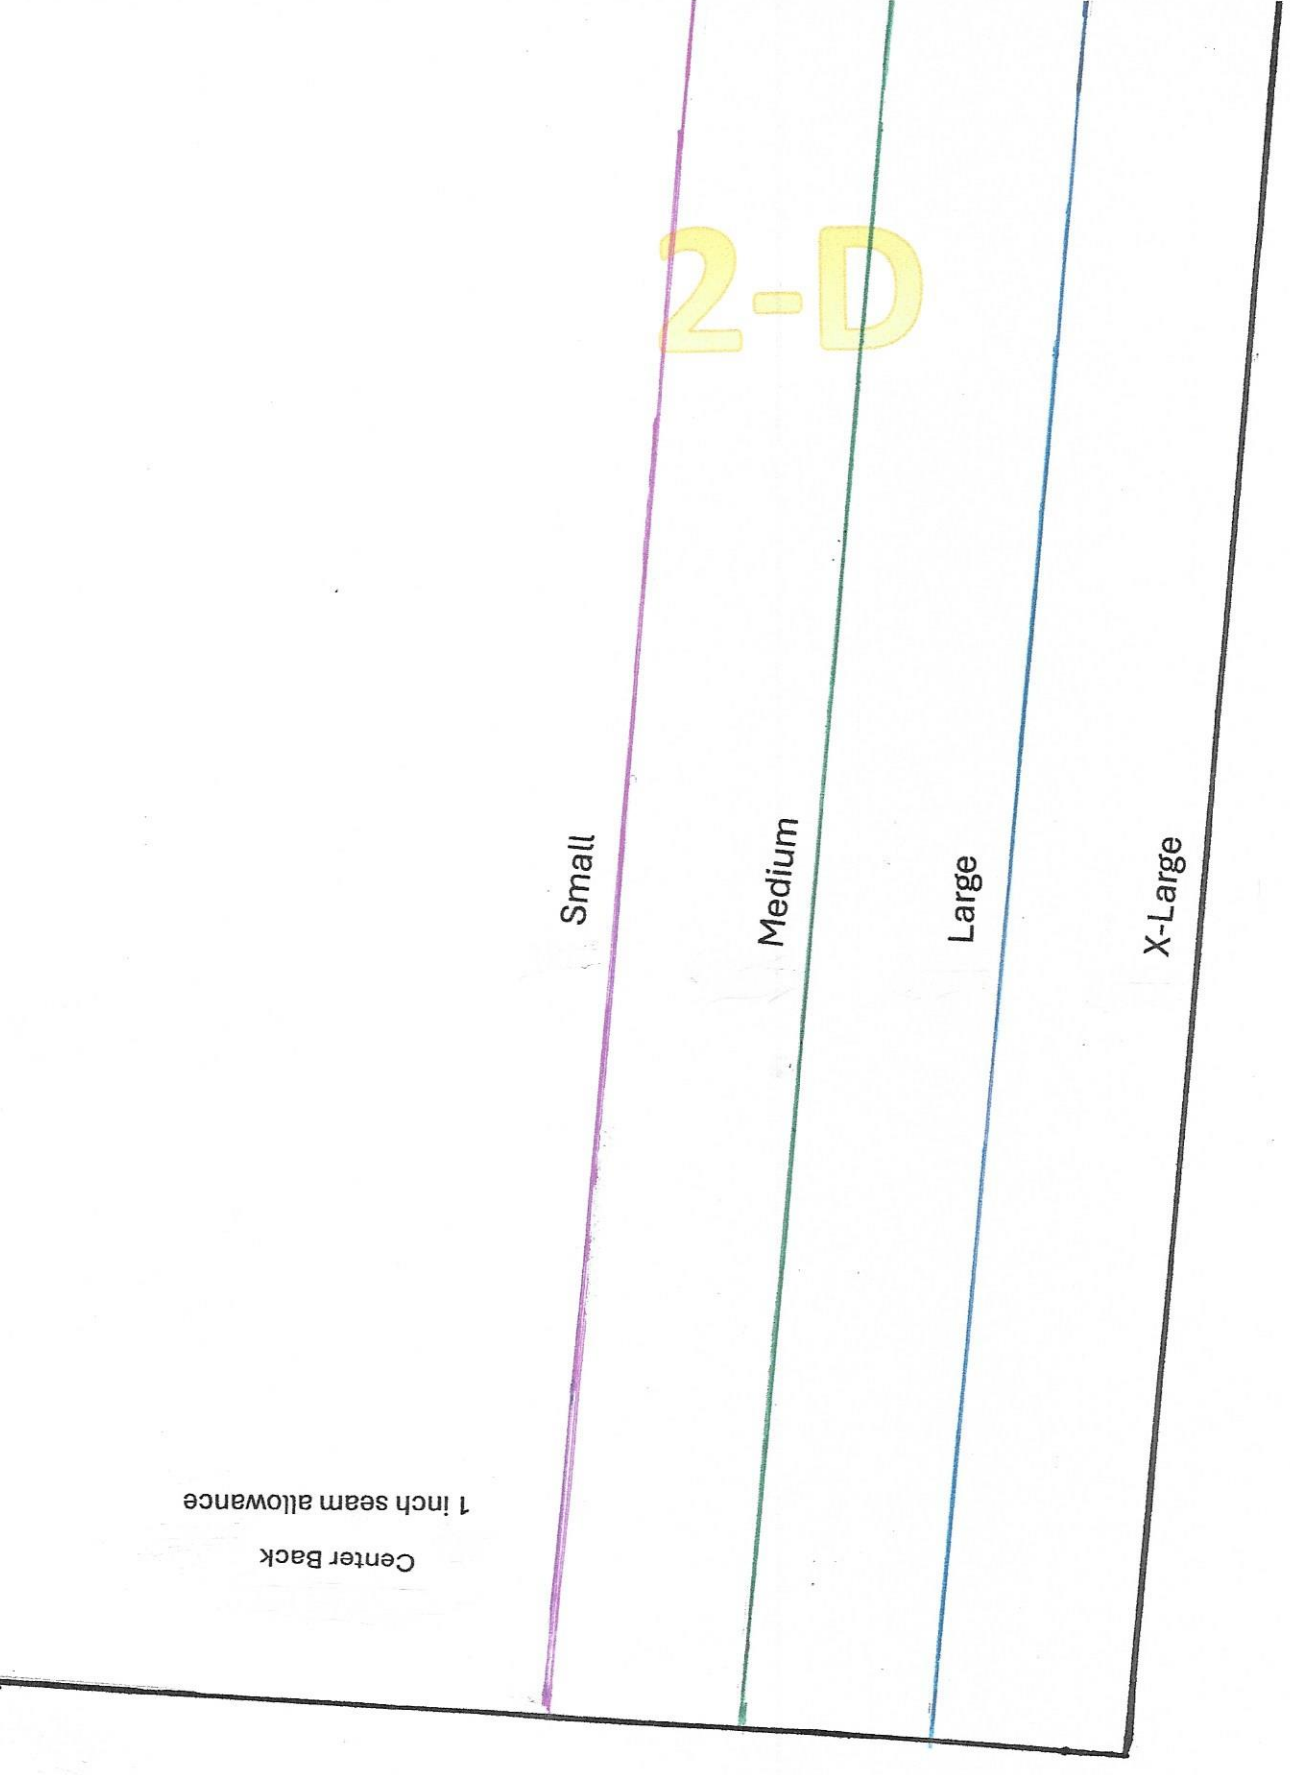 2-D
Small
Medium
Large
X-Large
Center Back
1 inch seam allowance